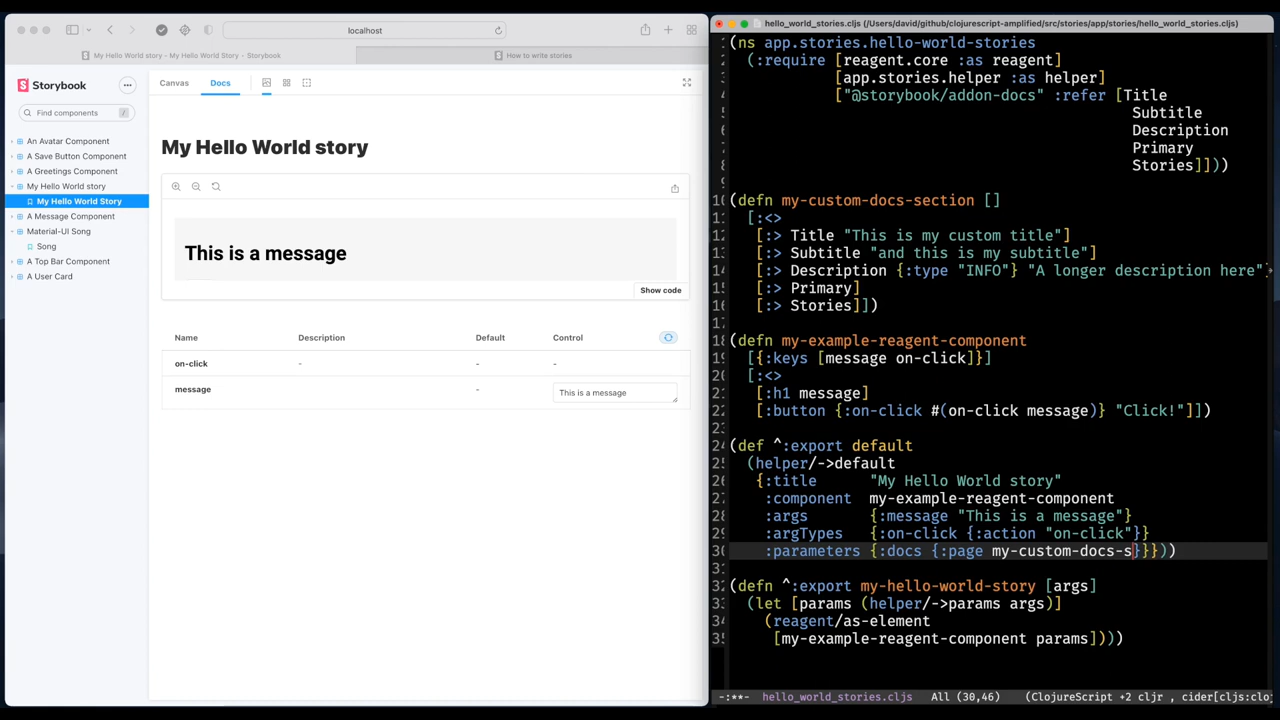 localhost
My Hello World story - My Hello World Story - Storybook
How to write stories
Storybook
Find components
/
An Avatar Component
A Save Button Component
A Greetings Component
My Hello World story
My Hello World Story
A Message Component
Material-UI Song
Song
A Top Bar Component
A User Card
Canvas
Docs
My Hello World story
This is a message
Show code
Name Description Default Control
on-click - - -
message - This is a message
hello_world_stories.cljs (/Users/david/github/clojurescript-amplified/src/stories/app/stories/hello_world_stories.cljs)
1 (ns app.stories.hello-world-stories
2 (:require [reagent.core :as reagent]
3 [app.stories.helper :as helper]
4 ["@storybook/addon-docs" :refer [Title
5 Subtitle
6 Description
7 Primary
8 Stories]]))
9
10 (defn my-custom-docs-section []
11 [:<>
12 [:> Title "This is my custom title"]
13 [:> Subtitle "and this is my subtitle"]
14 [:> Description {:type "INFO"} "A longer description here"
15 [:> Primary]
16 [:> Stories]])
17
18 (defn my-example-reagent-component
19 [{:keys [message on-click]}]
20 [:<>
21 [:h1 message]
22 [:button {:on-click #(on-click message)} "Click!"]])
23
24 (def ^:export default
25 (helper/->default
26 {:title "My Hello World story"
27 :component my-example-reagent-component
28 :args {:message "This is a message"}
29 :argTypes {:on-click {:action "on-click"}}
30 :parameters {:docs {:page my-custom-docs-s}}}))
31
32 (defn ^:export my-hello-world-story [args]
33 (let [params (helper/->params args)]
34 (reagent/as-element
35 [my-example-reagent-component params])))
-:**- hello_world_stories.cljs All (30,46) (ClojureScript +2 cljr , cider[cljs:clo